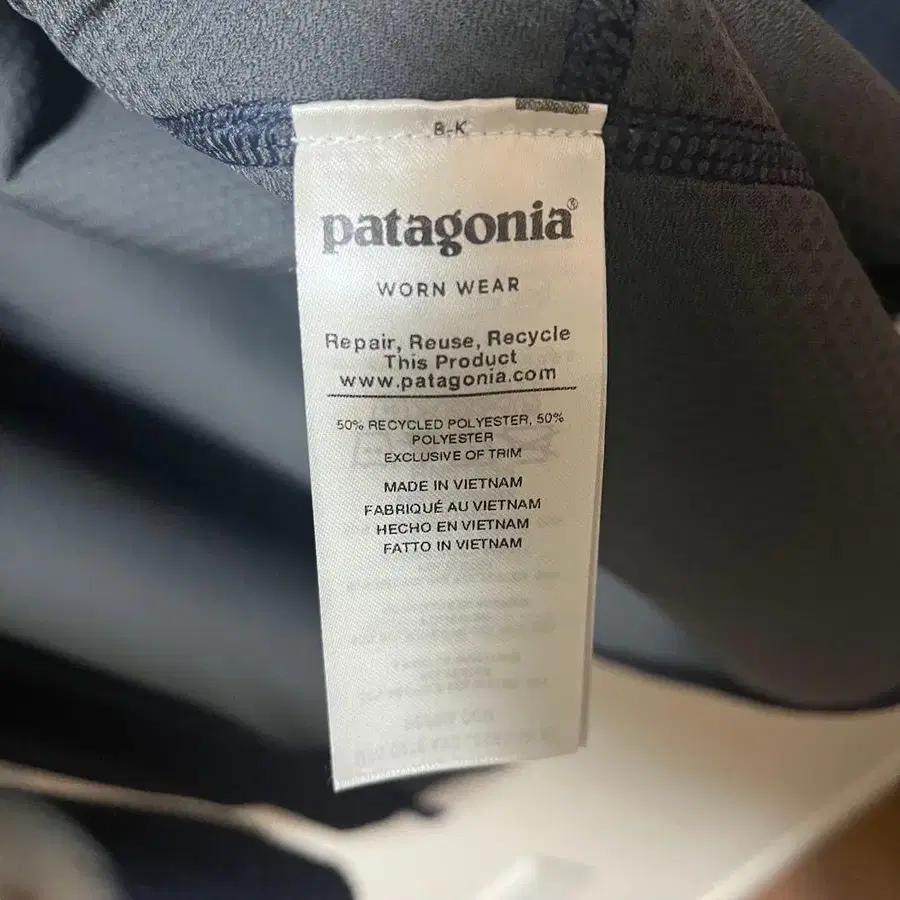 B-K
patagonia®
WORN WEAR
Repair, Reuse, Recycle
This Product
www.patagonia.com
50% RECYCLED POLYESTER, 50%
POLYESTER
EXCLUSIVE OF TRIM
MADE IN VIETNAM
FABRIQUÉ AU VIETNAM
HECHO EN VIETNAM
FATTO IN VIETNAM